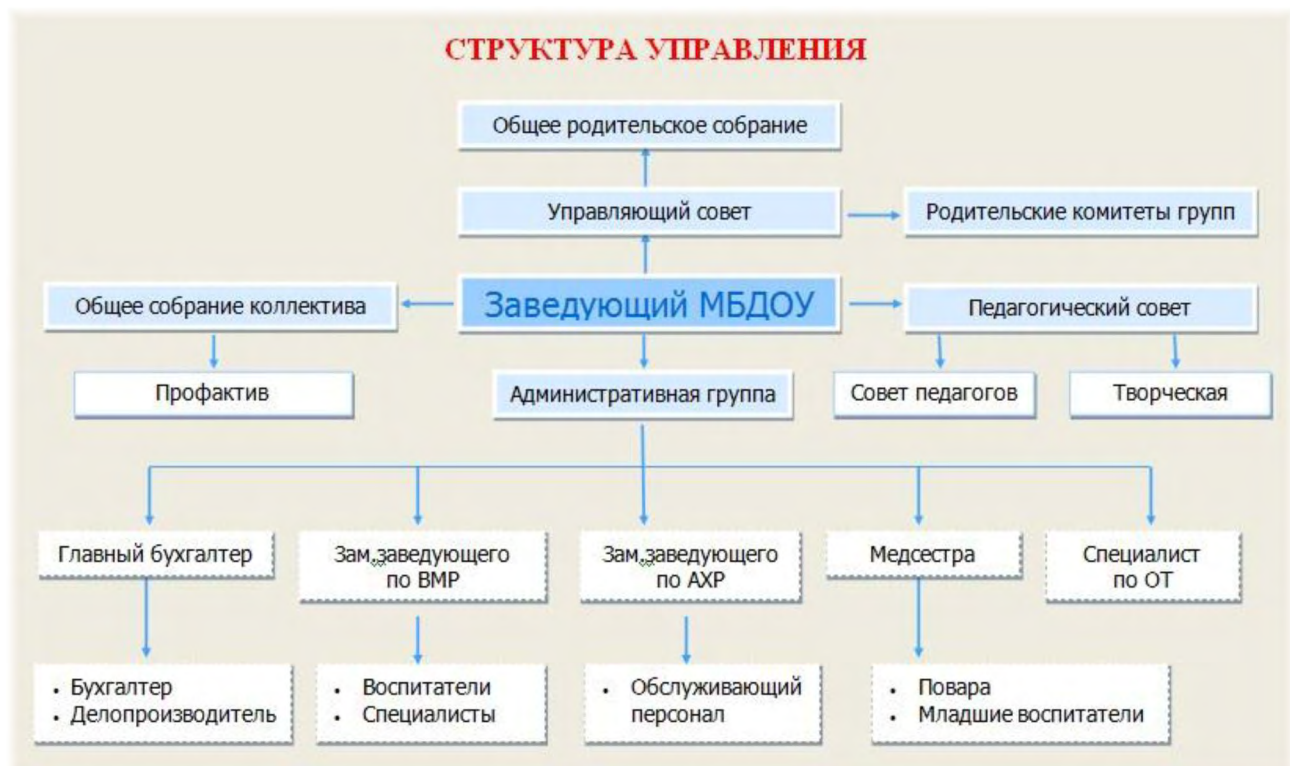 СТРУКТУРА УПРАВЛЕНИЯ
Общее родительское собрание
Управляющий совет
Родительские комитеты групп
Общее собрание коллектива
Заведующий МБДОУ
Педагогический совет
Профактив
Административная группа
Совет педагогов
Творческая
Главный бухгалтер
Зам.заведующего
по ВМР
Зам.заведующего
по АХР
Медсестра
Специалист
по ОТ
• Бухгалтер
• Делопроизводитель
• Воспитатели
• Специалисты
• Обслуживающий
персонал
• Повара
• Младшие воспитатели